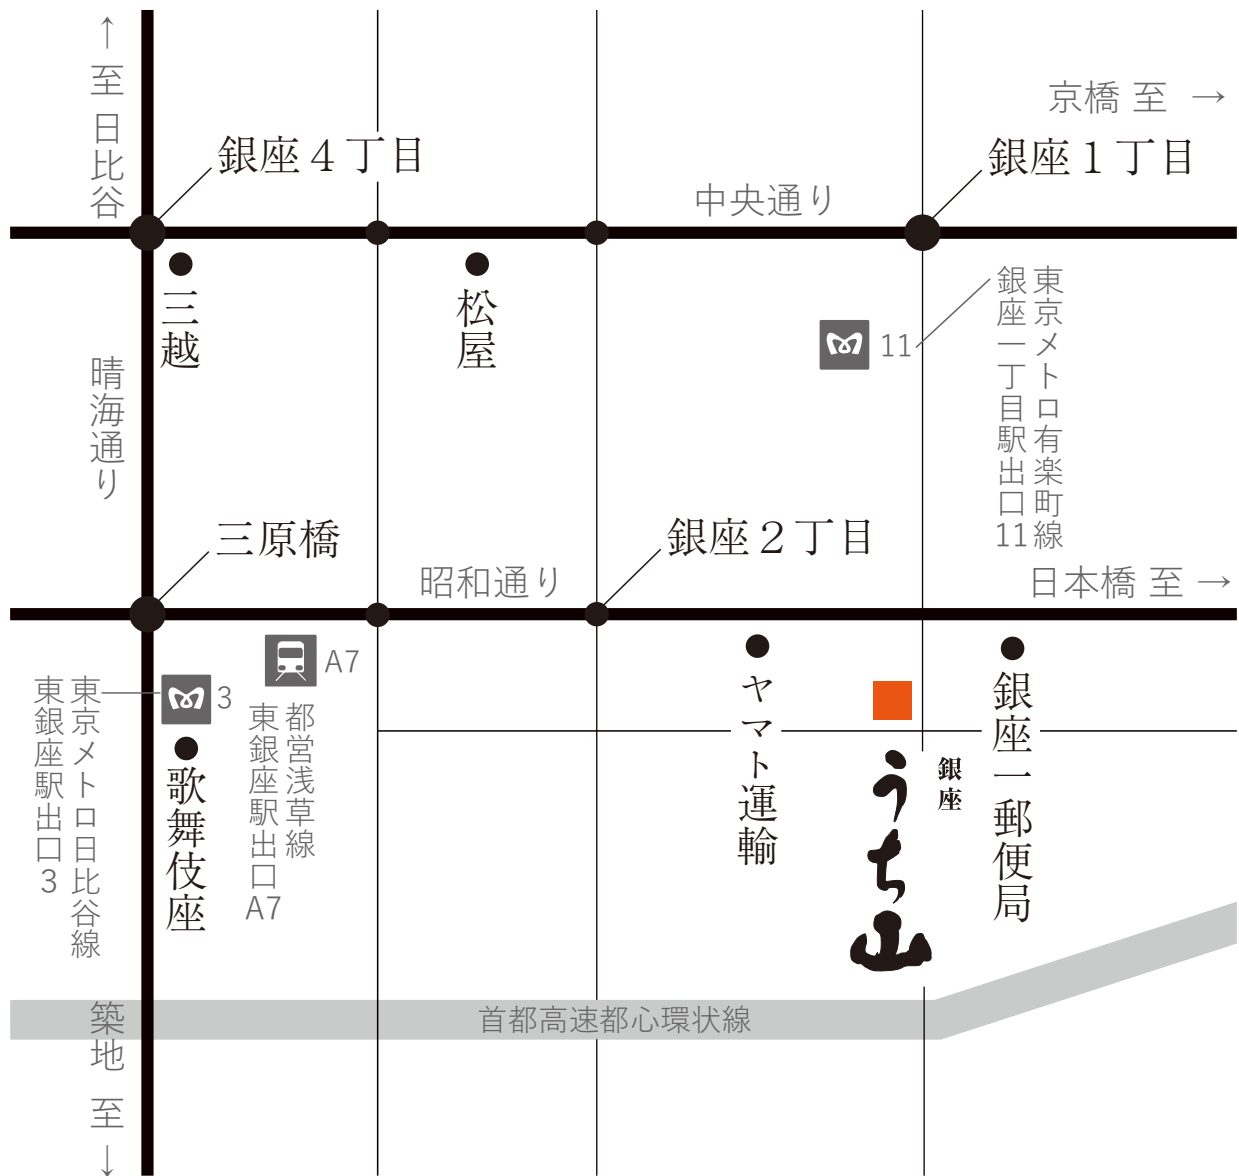 ↑至 日比谷
京橋 至 →
銀座４丁目
銀座１丁目
中央通り
三越
松屋
11
東京メトロ有楽町線
銀座一丁目駅出口11
晴海通り
三原橋
銀座２丁目
昭和通り
日本橋 至 →
A7
都営浅草線
東銀座駅出口A7
3
東京メトロ日比谷線
東銀座駅出口3
歌舞伎座
ヤマト運輸
銀座一郵便局
銀座
うち山
首都高速都心環状線
築地 至↓